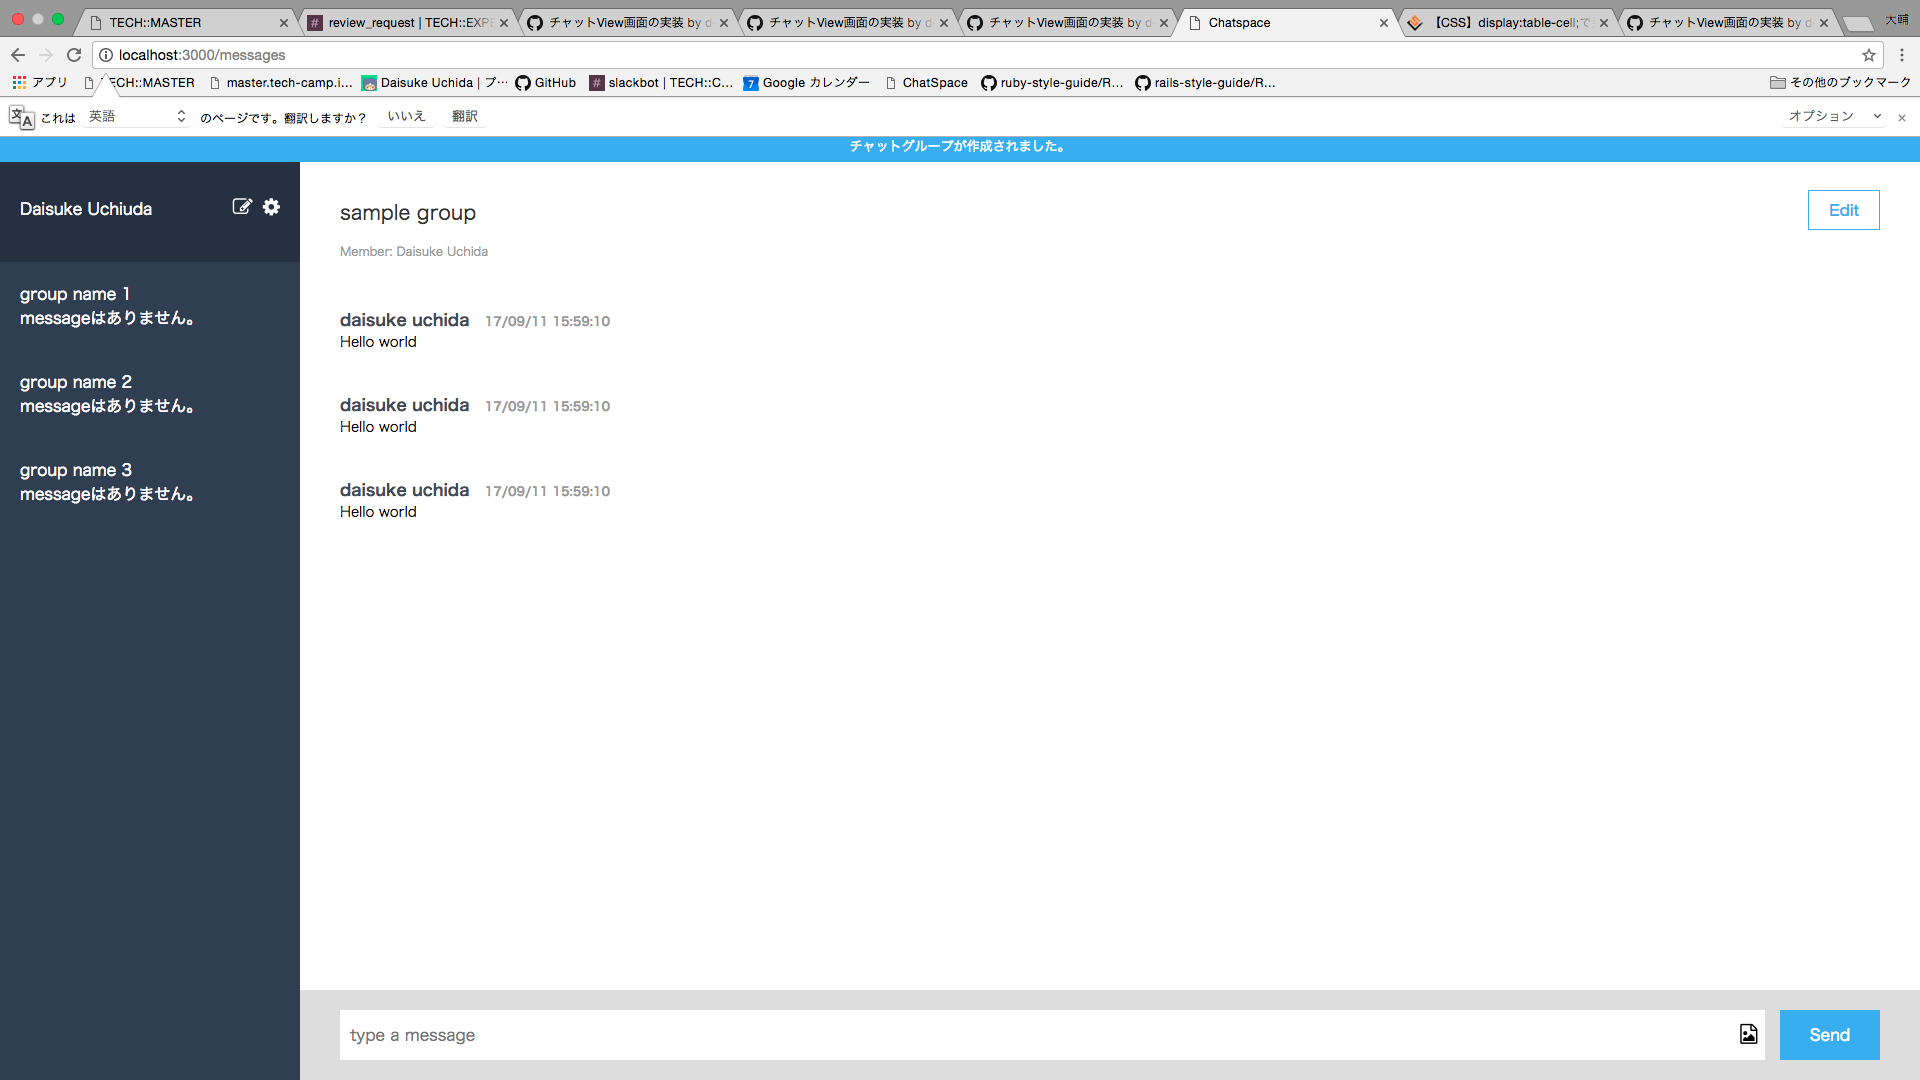 TECH::MASTER
review_request | TECH::EXPE
チャットView画面の実装 by d
チャットView画面の実装 by d
チャットView画面の実装 by d
Chatspace
【CSS】display:table-cell;で
チャットView画面の実装 by d
大輔
localhost:3000/messages
アプリ
TECH::MASTER
master.tech-camp.i...
Daisuke Uchida | プ…
GitHub
slackbot | TECH::C...
Google カレンダー
ChatSpace
ruby-style-guide/R...
rails-style-guide/R...
その他のブックマーク
これは 英語 のページです。翻訳しますか？ いいえ 翻訳 オプション
チャットグループが作成されました。
Daisuke Uchiuda
group name 1
messageはありません。
group name 2
messageはありません。
group name 3
messageはありません。
sample group
Edit
Member: Daisuke Uchida
daisuke uchida 17/09/11 15:59:10
Hello world
daisuke uchida 17/09/11 15:59:10
Hello world
daisuke uchida 17/09/11 15:59:10
Hello world
type a message
Send